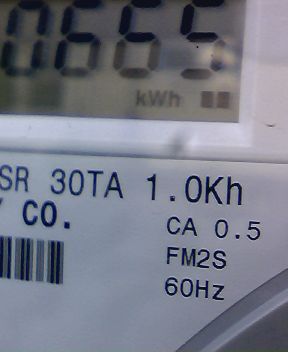 0665
kWh
SR 30TA 1.0Kh
Y CO.
CA 0.5
FM2S
60Hz